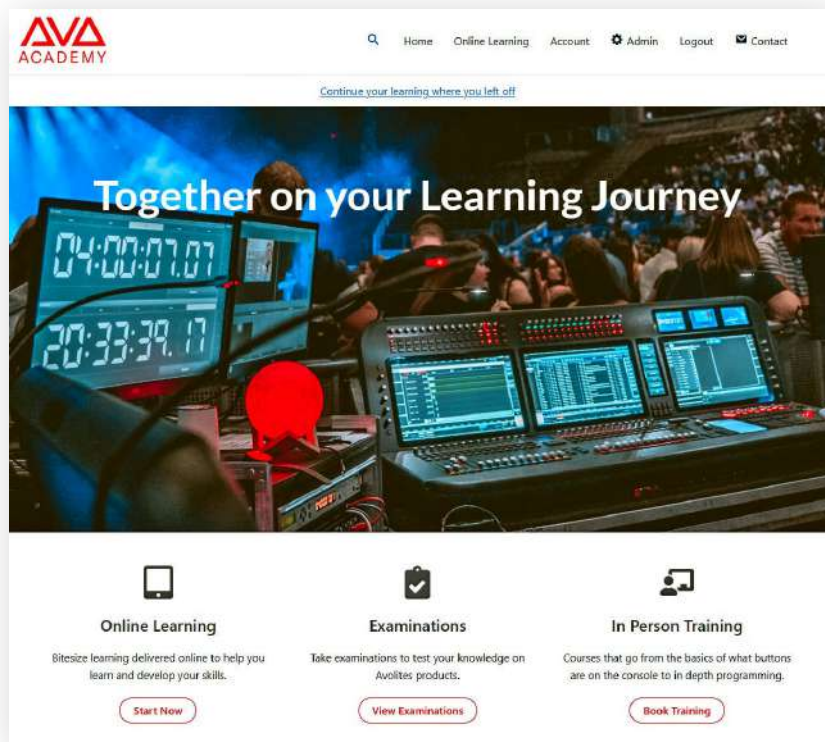 AVA
ACADEMY
Home Online Learning Account Admin Logout Contact
Continue your learning where you left off
Together on your Learning Journey
04:00:07.07
20:33:39.17
Online Learning
Bitesize learning delivered online to help you
learn and develop your skills.
Start Now
Examinations
Take examinations to test your knowledge on
Avolites products.
View Examinations
In Person Training
Courses that go from the basics of what buttons
are on the console to in depth programming.
Book Training